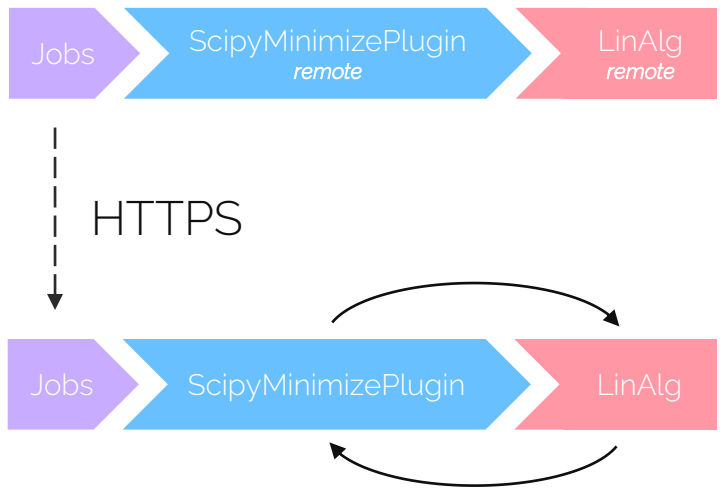 Jobs
ScipyMinimizePlugin
remote
LinAlg
remote
HTTPS
Jobs
ScipyMinimizePlugin
LinAlg